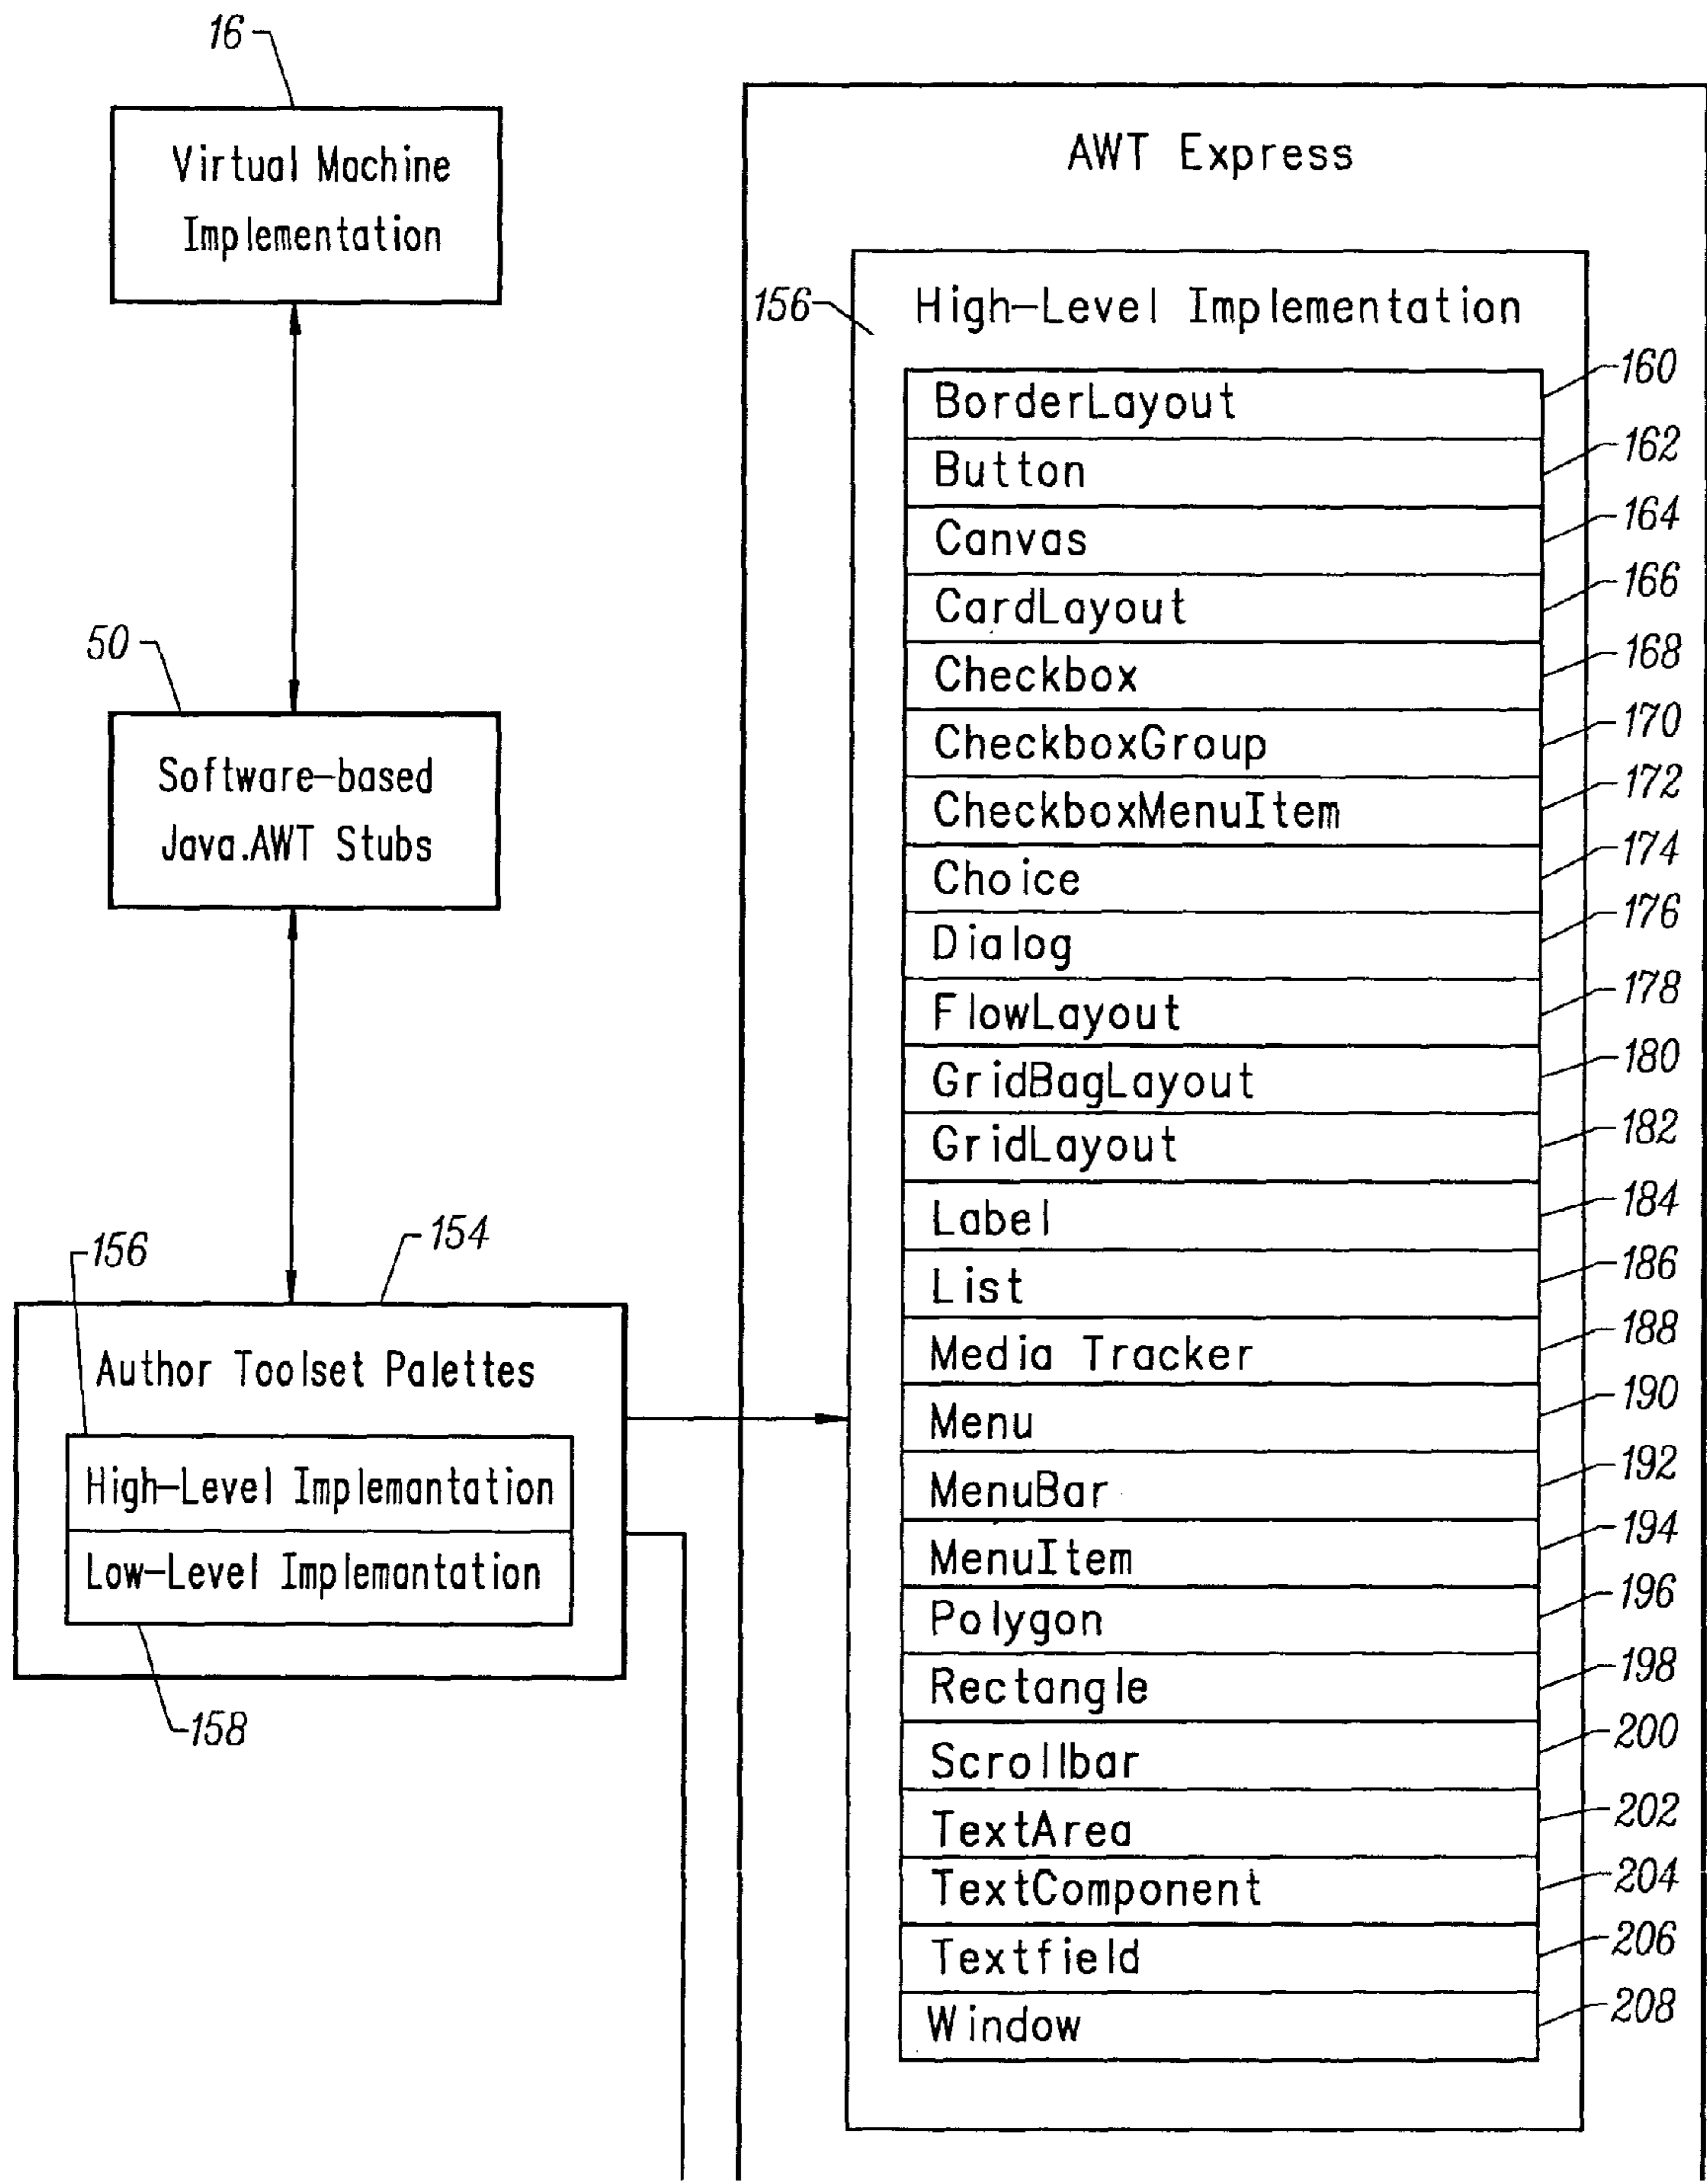 16
Virtual Machine
Implementation
50
Software-based
Java.AWT Stubs
156
154
Author Toolset Palettes
High-Level Implemantation
Low-Level Implemantation
158
AWT Express
156
High-Level Implementation
BorderLayout 160
Button 162
Canvas 164
CardLayout 166
Checkbox 168
CheckboxGroup 170
CheckboxMenuItem 172
Choice 174
Dialog 176
FlowLayout 178
GridBagLayout 180
GridLayout 182
Label 184
List 186
Media Tracker 188
Menu 190
MenuBar 192
MenuItem 194
Polygon 196
Rectangle 198
Scrollbar 200
TextArea 202
TextComponent 204
Textfield 206
Window 208